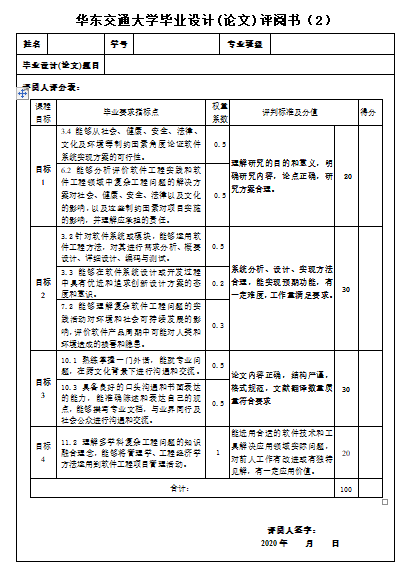 华东交通大学毕业设计(论文)评阅书（2）
姓名 学号 专业班级
毕业设计(论文)题目
评阅人评分表：
课程目标 毕业要求指标点 权重系数 评判标准及分值 得分
目标1
3.4 能够从社会、健康、安全、法律、
文化及环境等制约因素角度论证软件
系统实现方案的可行性。
0.5
6.2 能够分析评价软件工程实践和软
件工程领域中复杂工程问题的解决方
案对社会、健康、安全、法律以及文化
的影响,以及这些制约因素对项目实施
的影响，并理解应承担的责任。
0.5
理解研究的目的和意义，明
确研究内容，论点正确，研
究方案合理。
20
目标2
3.2针对软件系统或模块，能够运用软
件工程方法，对其进行需求分析、概要
设计、详细设计、编码与测试。
0.5
3.3 能够在软件系统设计或开发过程
中具有优选和追求创新设计方案的态
度和意识。
0.2
7.2 能够理解复杂软件工程问题的实
践活动对环境和社会可持续发展的影
响,评价软件产品周期中可能对人类和
环境造成的损害和隐患。
0.3
系统分析、设计、实现方法
合理，能实现预期功能，有
一定难度,工作量满足要求。
30
目标3
10.1 熟练掌握一门外语，能就专业问
题，在跨文化背景下进行沟通和交流。
0.5
10.3 具备良好的口头沟通和书面表达
的能力，能准确陈述和表达自己的观
点，能够撰写专业文档，与业界同行及
社会公众进行沟通和交流。
0.5
论文内容正确，结构严谨，
格式规范，文献翻译数量质
量符合要求
30
目标4
11.2 理解多学科复杂工程问题的知识
融合理念，能够将管理学、工程经济学
方法运用到软件工程项目管理活动。
1
能运用合适的软件技术和工
具解决应用领域实际问题，
对前人工作有改进或有独特
见解，有一定应用价值。
20
合计： 100
评阅人签字：
2020 年 月 日